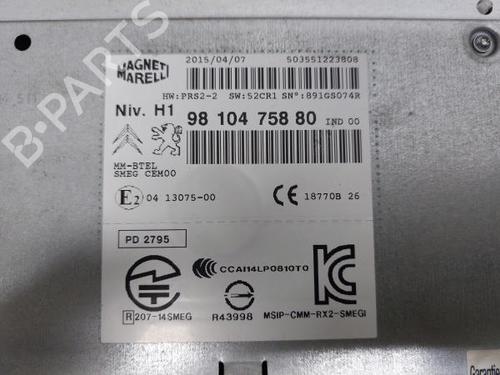 MAGNETI
MARELLI
2015/04/07 503551223808
HW:PRS2-2 SW:52CR1 SN°:891GS074R
Niv. H1
98 104 758 80 IND 00
MM-BTEL
SMEG CEM00
E2 04 13075-00
CE 18770B 26
PD 2795
CCAI14LP0810T0
R 207-14SMEG
R43998
MSIP-CMM-RX2-SMEGI
B-PARTS
Garantie